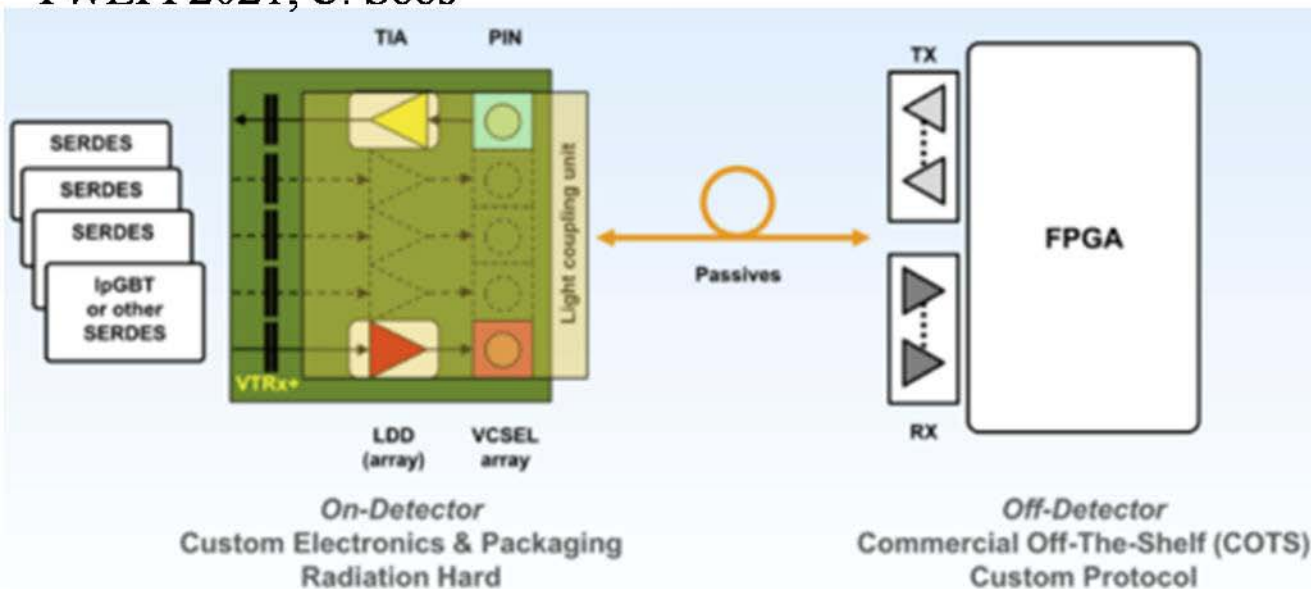 TIA
PIN
TX
SERDES
SERDES
SERDES
lpGBT
or other
SERDES
Light coupling unit
VTRx+
Passives
FPGA
RX
LDD
(array)
VCSEL
array
On-Detector
Custom Electronics & Packaging
Radiation Hard
Off-Detector
Commercial Off-The-Shelf (COTS)
Custom Protocol